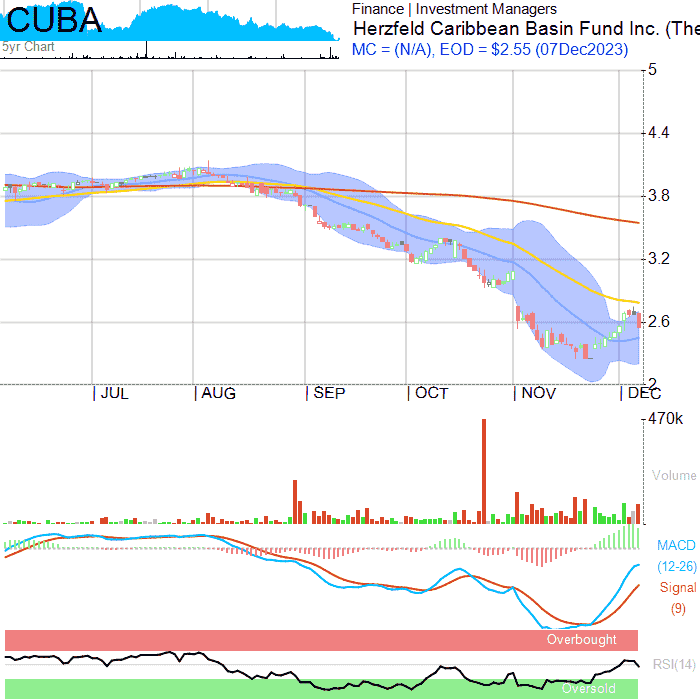 CUBA
5yr Chart
Finance | Investment Managers
Herzfeld Caribbean Basin Fund Inc. (The
MC = (N/A), EOD = $2.55 (07Dec2023)
5
4.4
3.8
3.2
2.6
2
JUL AUG SEP OCT NOV DEC
470k
Volume
MACD
(12-26)
Signal
(9)
Overbought
RSI(14)
Oversold